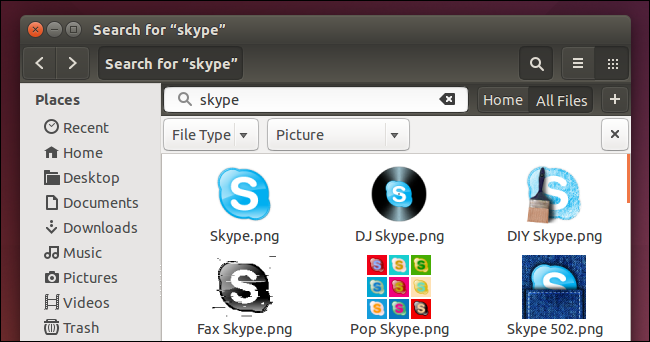 Search for “skype”
Search for “skype”
Places
Recent
Home
Desktop
Documents
Downloads
Music
Pictures
Videos
Trash
skype
Home
All Files
File Type
Picture
S
S
S
Skype.png
DJ Skype.png
DIY Skype.png
S
S
Fax Skype.png
Pop Skype.png
Skype 502.png